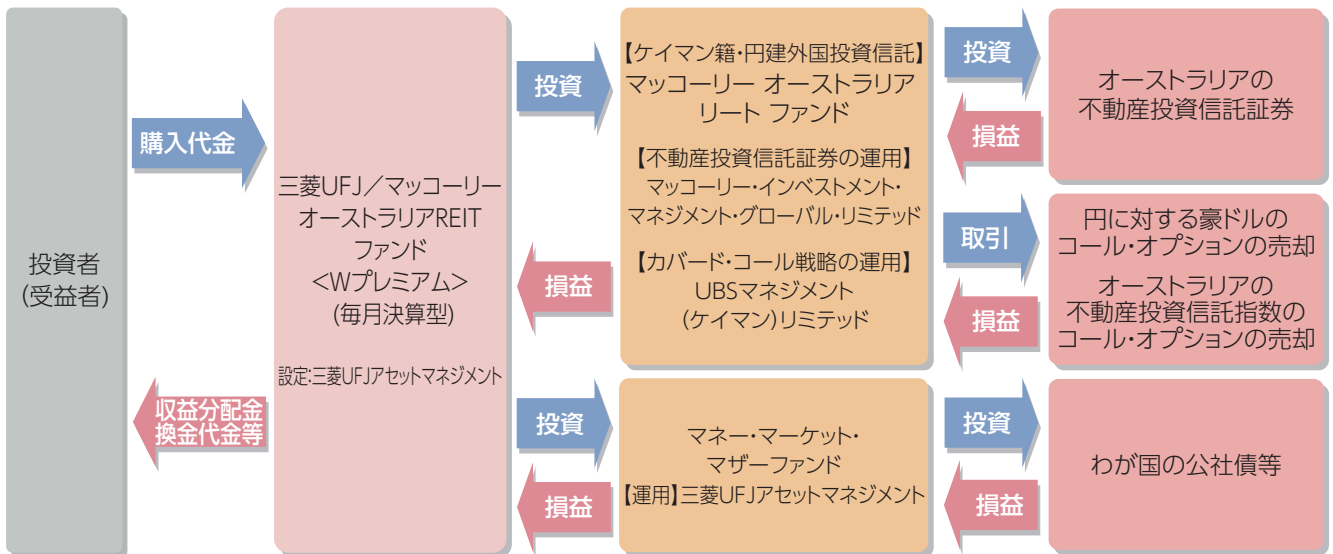 投資者
(受益者)
購入代金
収益分配金
換金代金等
三菱UFJ／マッコーリー
オーストラリアREIT
ファンド
<Wプレミアム>
(毎月決算型)
設定:三菱UFJアセットマネジメント
投資
損益
【ケイマン籍・円建外国投資信託】
マッコーリー オーストラリア
リート ファンド
【不動産投資信託証券の運用】
マッコーリー・インベストメント・
マネジメント・グローバル・リミテッド
【カバード・コール戦略の運用】
UBSマネジメント
(ケイマン)リミテッド
投資
損益
オーストラリアの
不動産投資信託証券
取引
損益
円に対する豪ドルの
コール・オプションの売却
オーストラリアの
不動産投資信託指数の
コール・オプションの売却
投資
損益
マネー・マーケット・
マザーファンド
【運用】三菱UFJアセットマネジメント
投資
損益
わが国の公社債等